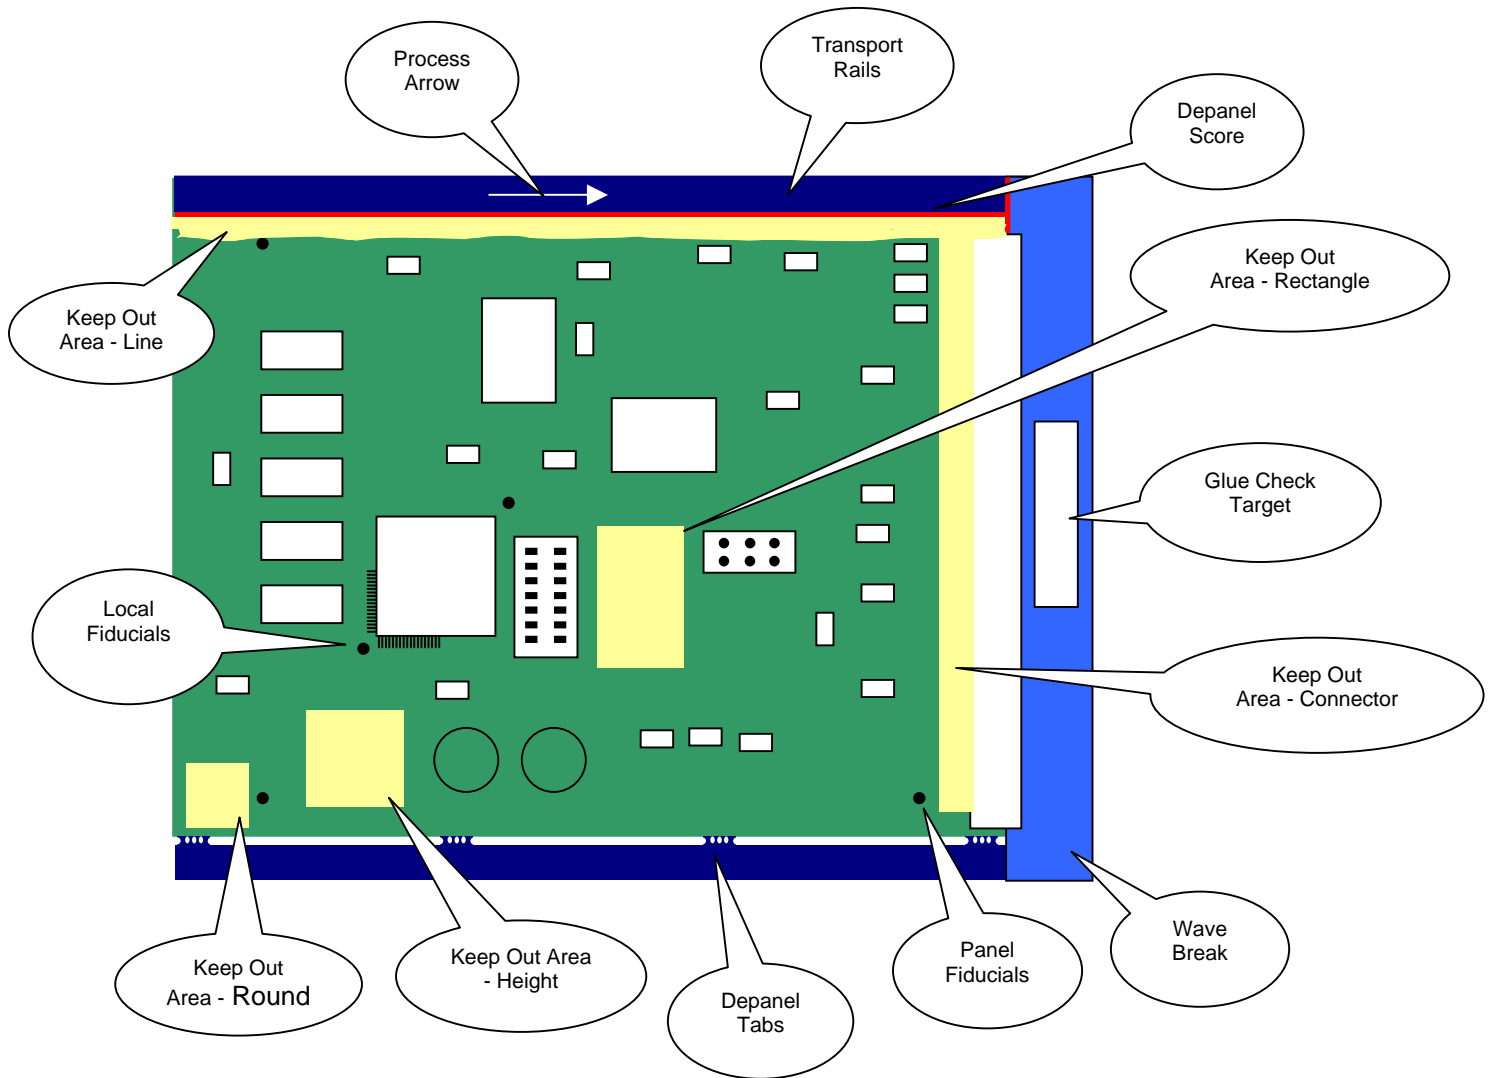 Process
Arrow
Transport
Rails
Depanel
Score
Keep Out
Area - Rectangle
Keep Out
Area - Line
Glue Check
Target
Local
Fiducials
Keep Out
Area - Connector
Keep Out
Area - Round
Keep Out Area
- Height
Depanel
Tabs
Panel
Fiducials
Wave
Break